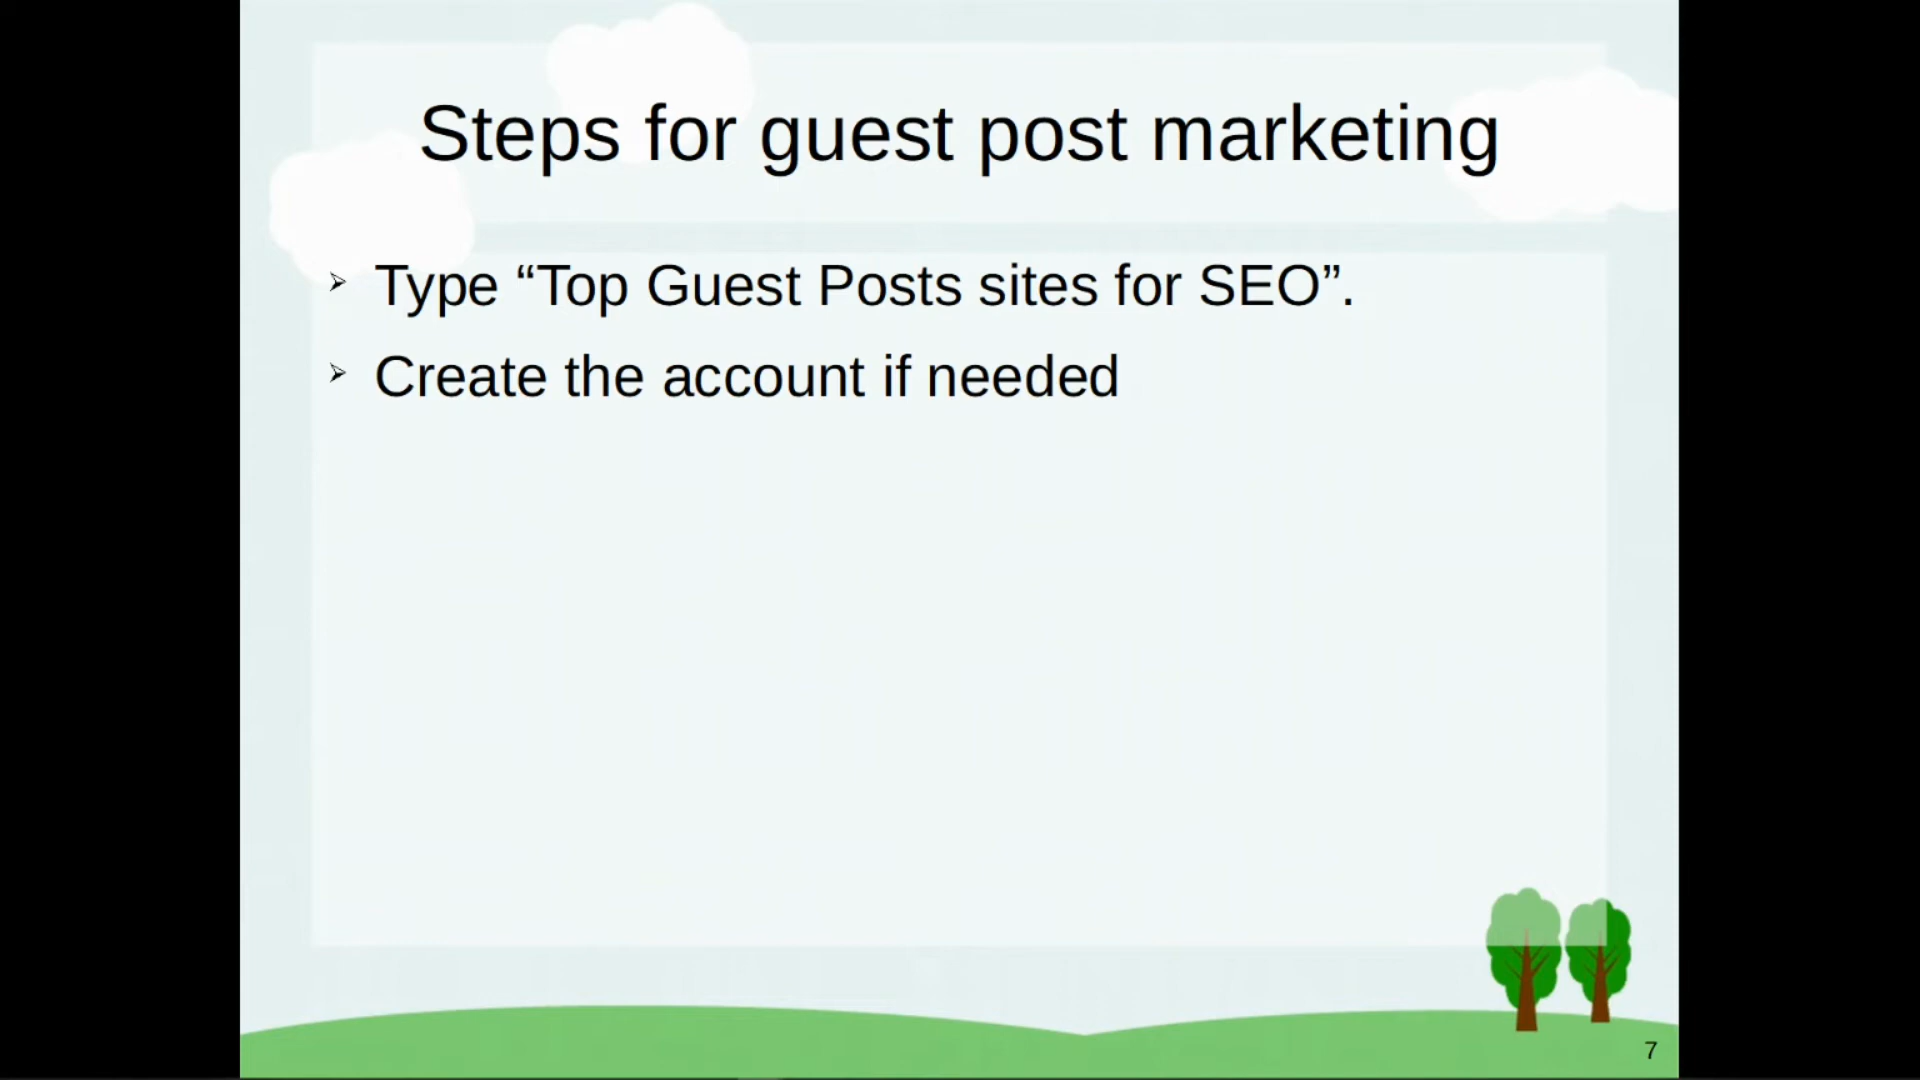 Steps for guest post marketing
➢ Type “Top Guest Posts sites for SEO”.
➢ Create the account if needed
7